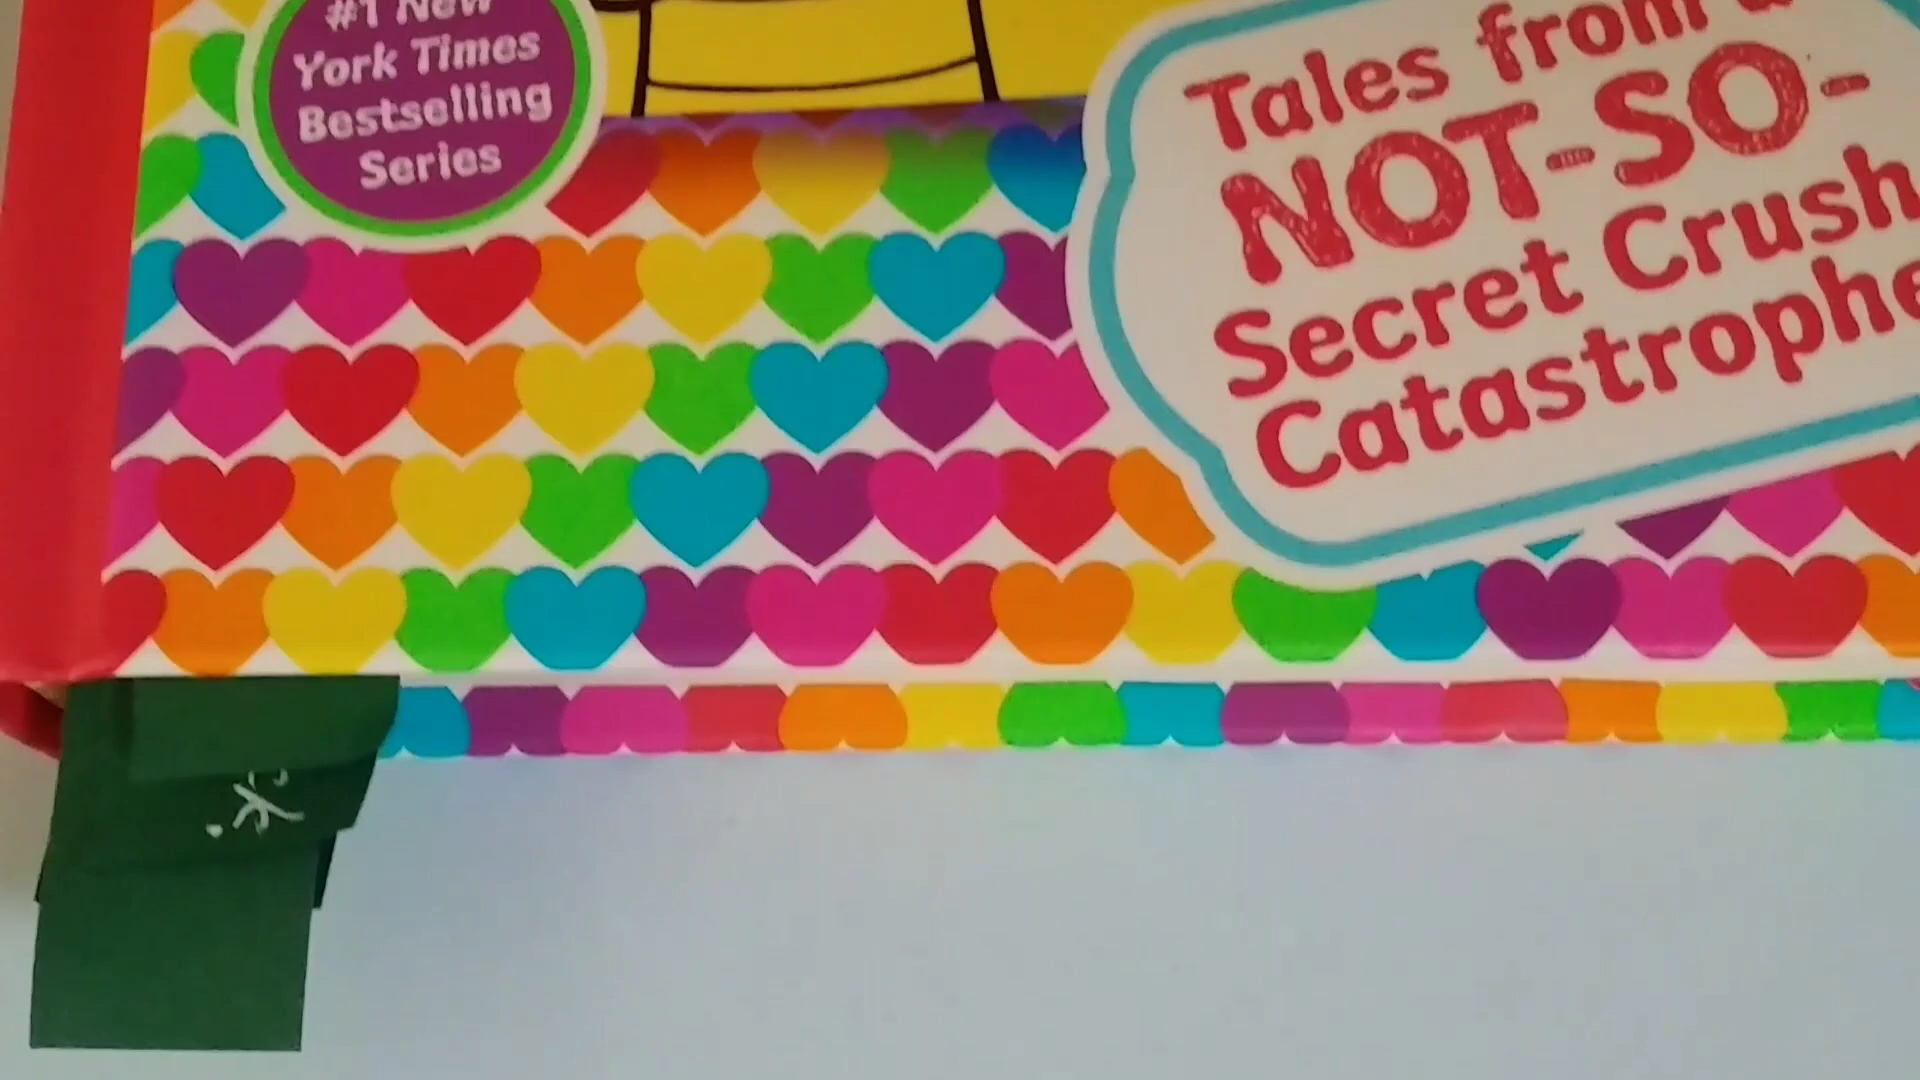 #1 New
York Times
Bestselling
Series
Tales from a
NOT-SO-
Secret Crush
Catastrophe